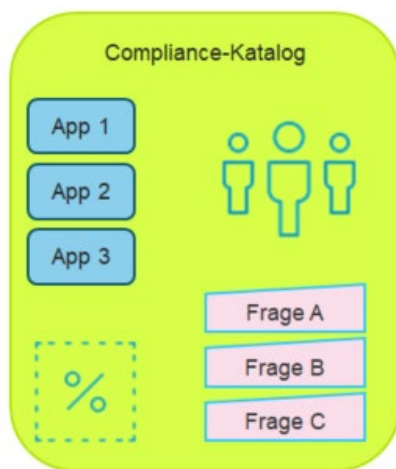 Compliance-Katalog
App 1
App 2
App 3
Frage A
Frage B
%
Frage C